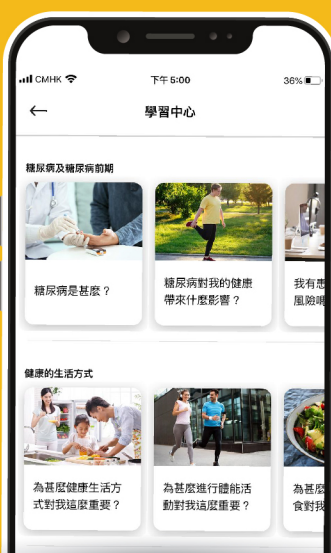 CMHK
下午 5:00
36%
學習中心
糖尿病及糖尿病前期
糖尿病是甚麼？
糖尿病對我的健康
帶來什麼影響？
我有患
風險嗎
健康的生活方式
為甚麼健康生活方
式對我這麼重要？
為甚麼進行體能活
動對我這麼重要？
為甚麼
食對我